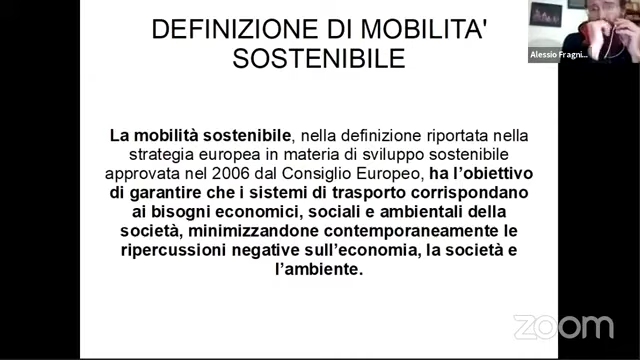 DEFINIZIONE DI MOBILITA'
SOSTENIBILE
Alessio Fragni...
La mobilità sostenibile, nella definizione riportata nella
strategia europea in materia di sviluppo sostenibile
approvata nel 2006 dal Consiglio Europeo, ha l'obiettivo
di garantire che i sistemi di trasporto corrispondano
ai bisogni economici, sociali e ambientali della
società, minimizzandone contemporaneamente le
ripercussioni negative sull'economia, la società e
l'ambiente.
zoom